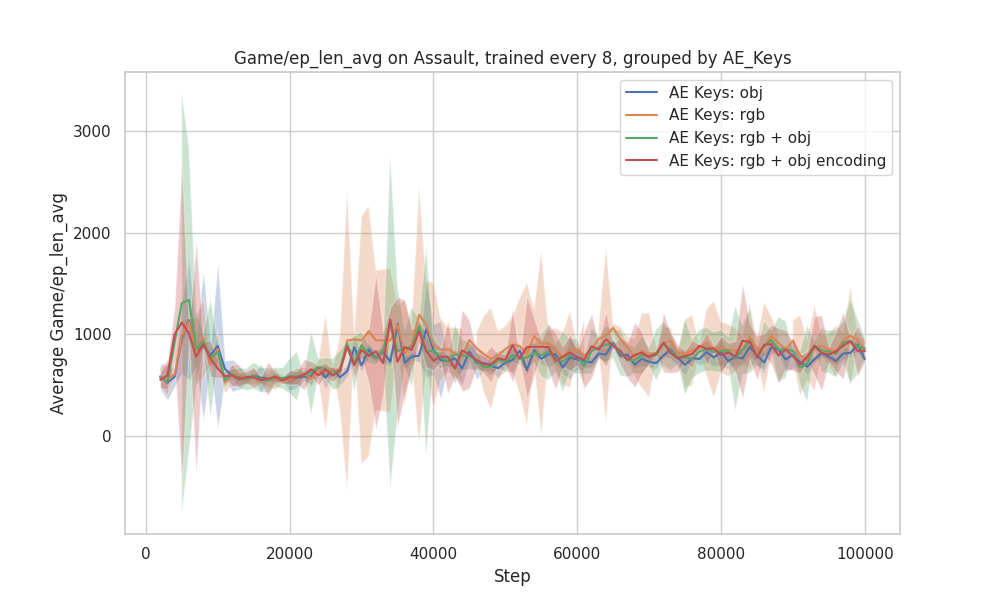 Game/ep_len_avg on Assault, trained every 8, grouped by AE_Keys
AE Keys: obj
AE Keys: rgb
AE Keys: rgb + obj
AE Keys: rgb + obj encoding
3000
2000
1000
0
Average Game/ep_len_avg
0
20000
40000
60000
80000
100000
Step